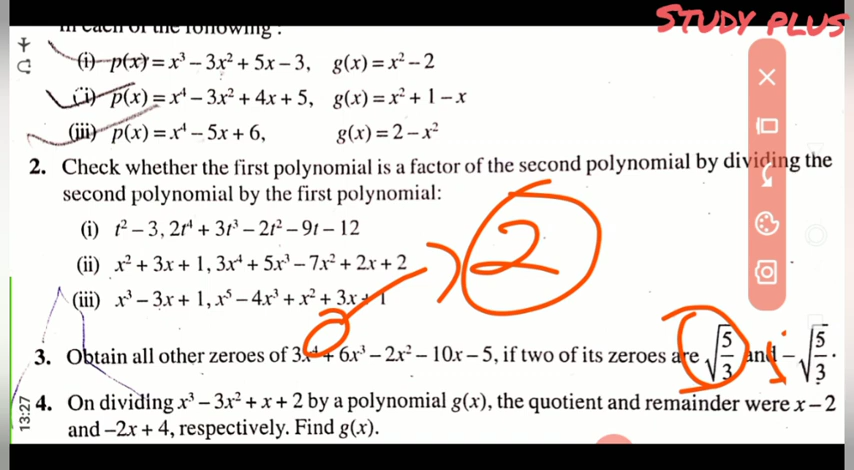 STUDY PLUS
in each of the following :
(i) p(x) = x³ – 3x² + 5x – 3, g(x) = x² – 2
(ii) p(x) = x⁴ – 3x² + 4x + 5, g(x) = x² + 1 – x
(iii) p(x) = x⁴ – 5x + 6, g(x) = 2 – x²
2. Check whether the first polynomial is a factor of the second polynomial by dividing the
second polynomial by the first polynomial:
(i) t² – 3, 2t⁴ + 3t³ – 2t² – 9t – 12
(ii) x² + 3x + 1, 3x⁴ + 5x³ – 7x² + 2x + 2
(iii) x³ – 3x + 1, x⁵ – 4x³ + x² + 3x + 1
2
3. Obtain all other zeroes of 3x⁴ + 6x³ – 2x² – 10x – 5, if two of its zeroes are √(5/3) and – √(5/3).
4. On dividing x³ – 3x² + x + 2 by a polynomial g(x), the quotient and remainder were x – 2
and –2x + 4, respectively. Find g(x).
13:27